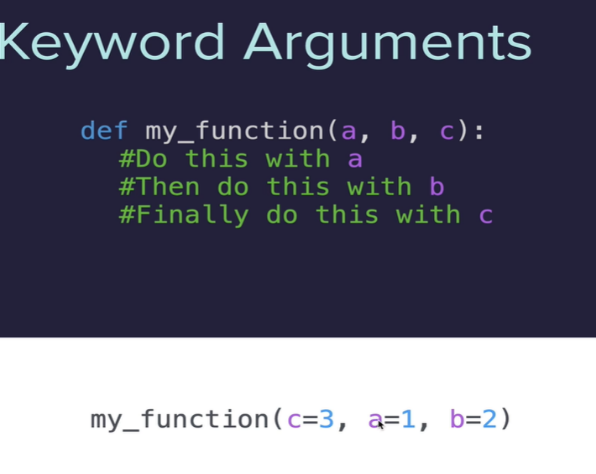 Keyword Arguments
def my_function(a, b, c):
#Do this with a
#Then do this with b
#Finally do this with c
my_function(c=3, a=1, b=2)